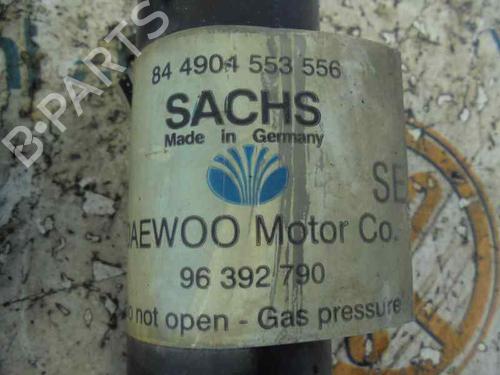 84 4904 553 556
SACHS
Made in Germany
SE
DAEWOO Motor Co.
96 392 790
not open - Gas pressure
B-PARTS